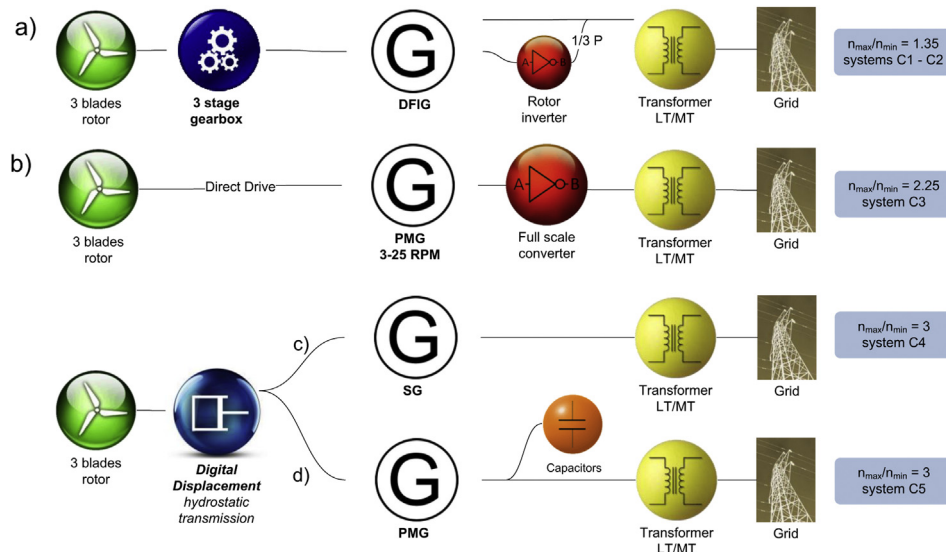 a)
3 blades
rotor
3 stage
gearbox
G
DFIG
A
B
1/3 P
Rotor
inverter
Transformer
LT/MT
Grid
nmax/nmin = 1.35
systems C1 - C2
b)
3 blades
rotor
Direct Drive
G
PMG
3-25 RPM
A
B
Full scale
converter
Transformer
LT/MT
Grid
nmax/nmin = 2.25
system C3
3 blades
rotor
Digital
Displacement
hydrostatic
transmission
c)
G
SG
Transformer
LT/MT
Grid
nmax/nmin = 3
system C4
d)
G
PMG
Capacitors
Transformer
LT/MT
Grid
nmax/nmin = 3
system C5